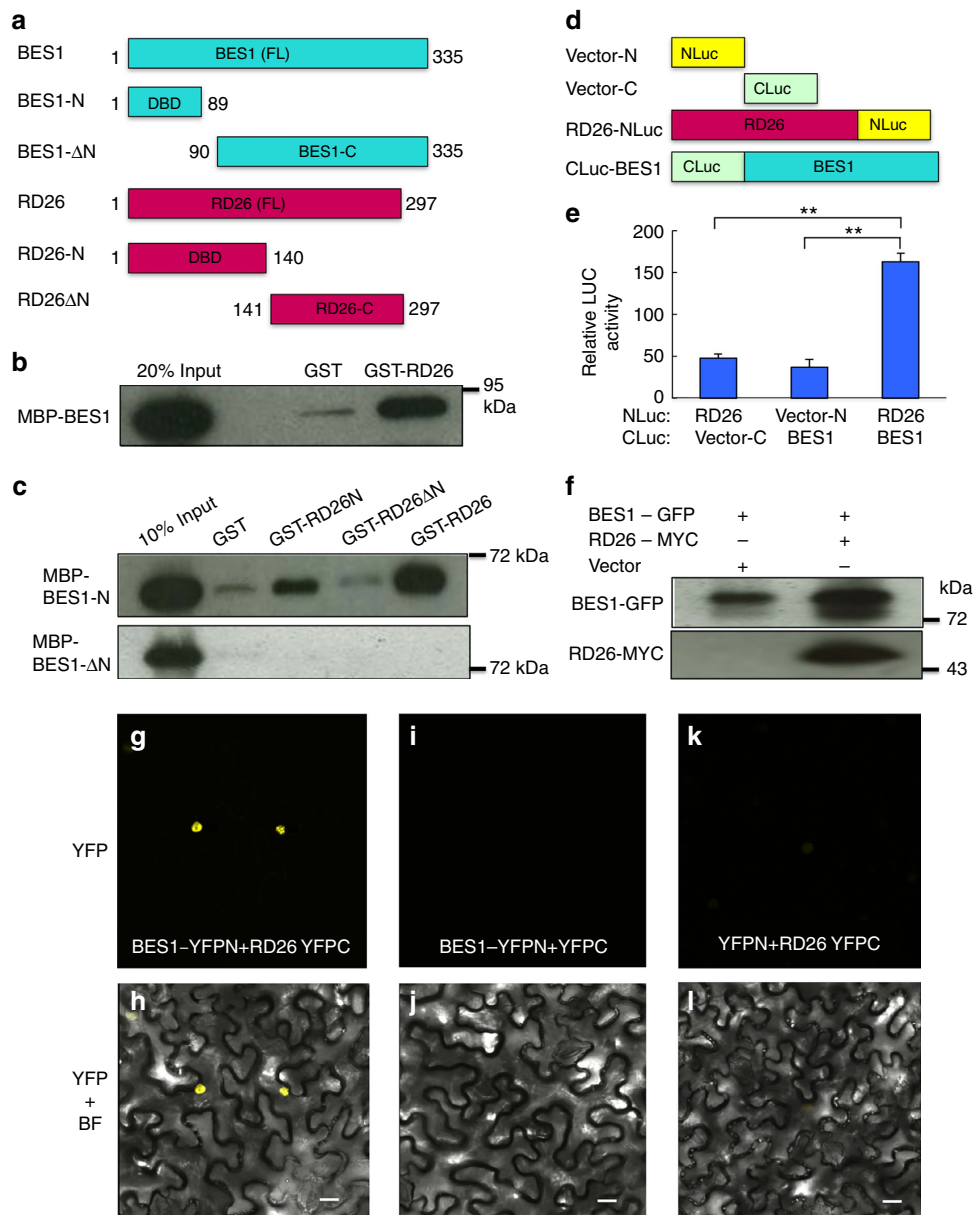 a
BES1 1 BES1 (FL) 335
BES1-N 1 DBD 89
BES1-ΔN 90 BES1-C 335
RD26 1 RD26 (FL) 297
RD26-N 1 DBD 140
RD26ΔN 141 RD26-C 297
b
20% Input GST GST-RD26
MBP-BES1
95
kDa
c
10% Input GST GST-RD26N GST-RD26ΔN GST-RD26
MBP-
BES1-N
72 kDa
MBP-
BES1-ΔN
72 kDa
d
Vector-N NLuc
Vector-C CLuc
RD26-NLuc RD26 NLuc
CLuc-BES1 CLuc BES1
e
Relative LUC
activity
200
150
100
50
0
**
**
NLuc: RD26 Vector-N RD26
CLuc: Vector-C BES1 BES1
f
BES1 – GFP + +
RD26 – MYC – +
Vector + –
kDa
BES1-GFP
72
RD26-MYC
43
g
i
k
YFP
BES1–YFPN+RD26 YFPC
BES1–YFPN+YFPC
YFPN+RD26 YFPC
h
j
l
YFP
+
BF